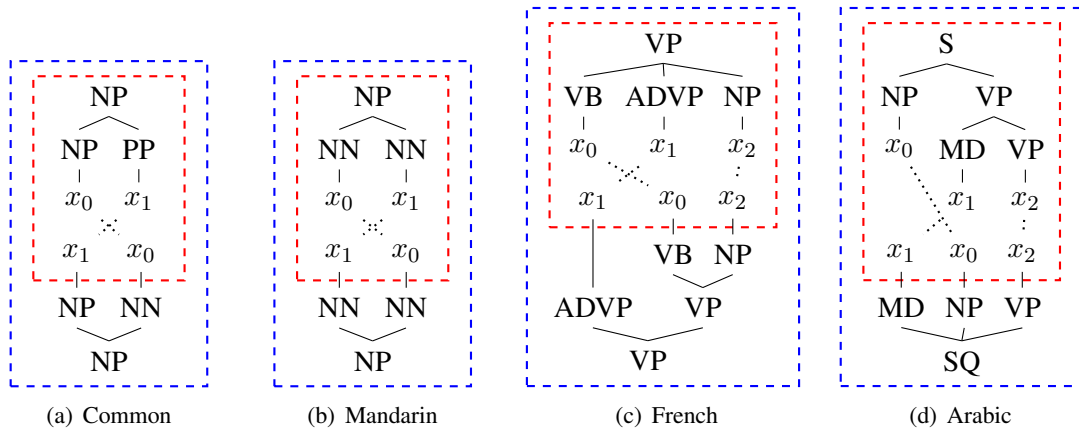 NP
NP PP
x₀ x₁
x₁ x₀
NP NN
NP
(a) Common
NP
NN NN
x₀ x₁
x₁ x₀
NN NN
NP
(b) Mandarin
VP
VB ADVP NP
x₀ x₁ x₂
x₁ x₀ x₂
VB NP
ADVP VP
VP
(c) French
S
NP VP
x₀ MD VP
x₁ x₂
x₁ x₀ x₂
MD NP VP
SQ
(d) Arabic